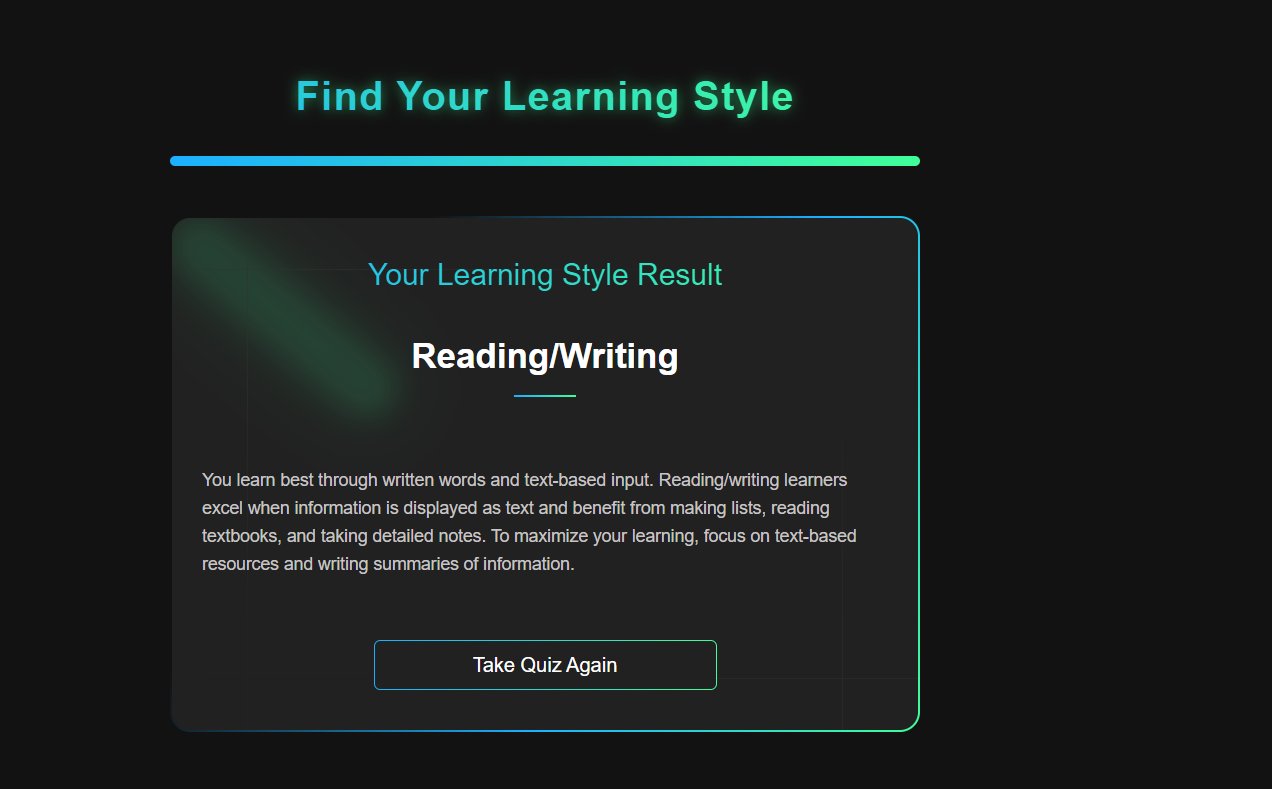 Find Your Learning Style
Your Learning Style Result
Reading/Writing
You learn best through written words and text-based input. Reading/writing learners
excel when information is displayed as text and benefit from making lists, reading
textbooks, and taking detailed notes. To maximize your learning, focus on text-based
resources and writing summaries of information.
Take Quiz Again